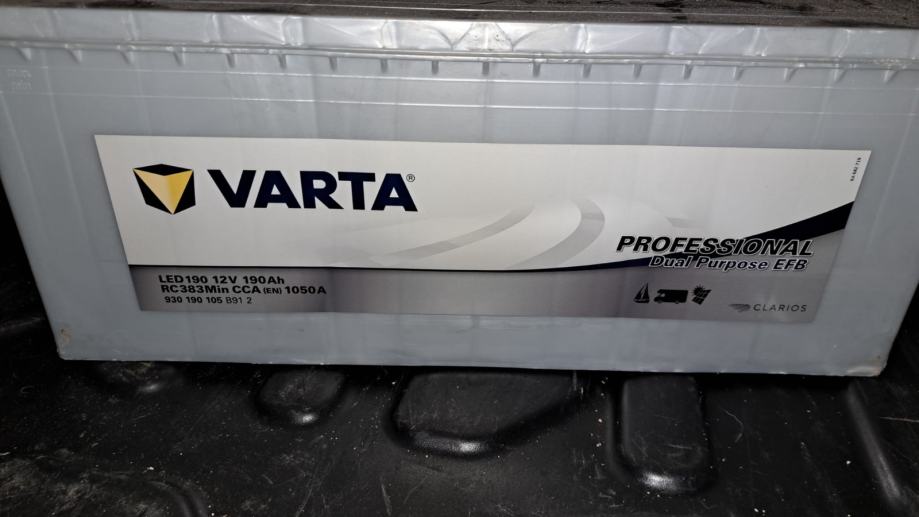 VARTA®
PROFESSIONAL
Dual Purpose EFB
LED190 12V 190Ah
RC383Min CCA (EN) 1050A
930 190 105 B91 2
CLARIOS